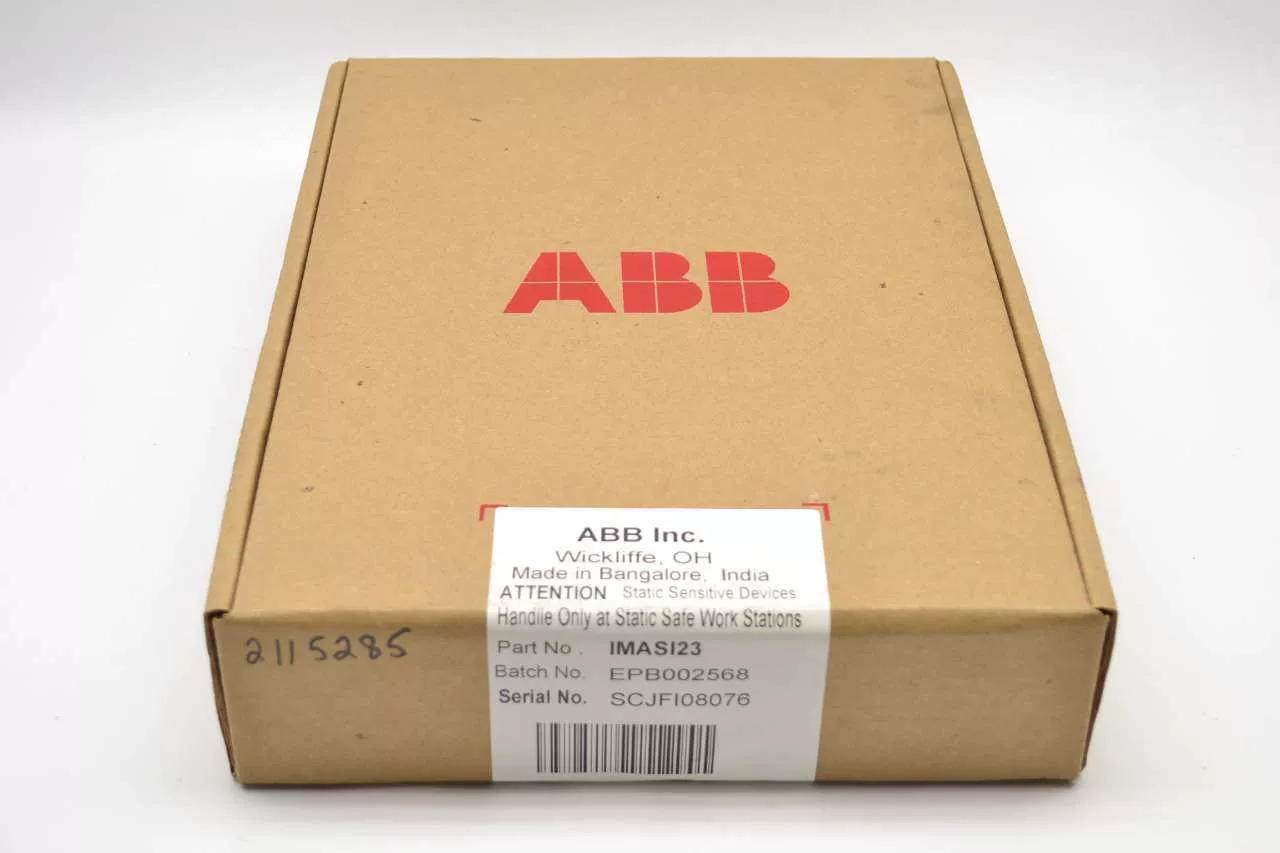 ABB
ABB Inc.
Wickliffe, OH
Made in Bangalore, India
ATTENTION Static Sensitive Devices
Handile Only at Static Safe Work Stations
Part No . IMASI23
Batch No. EPB002568
Serial No. SCJFI08076
2115285